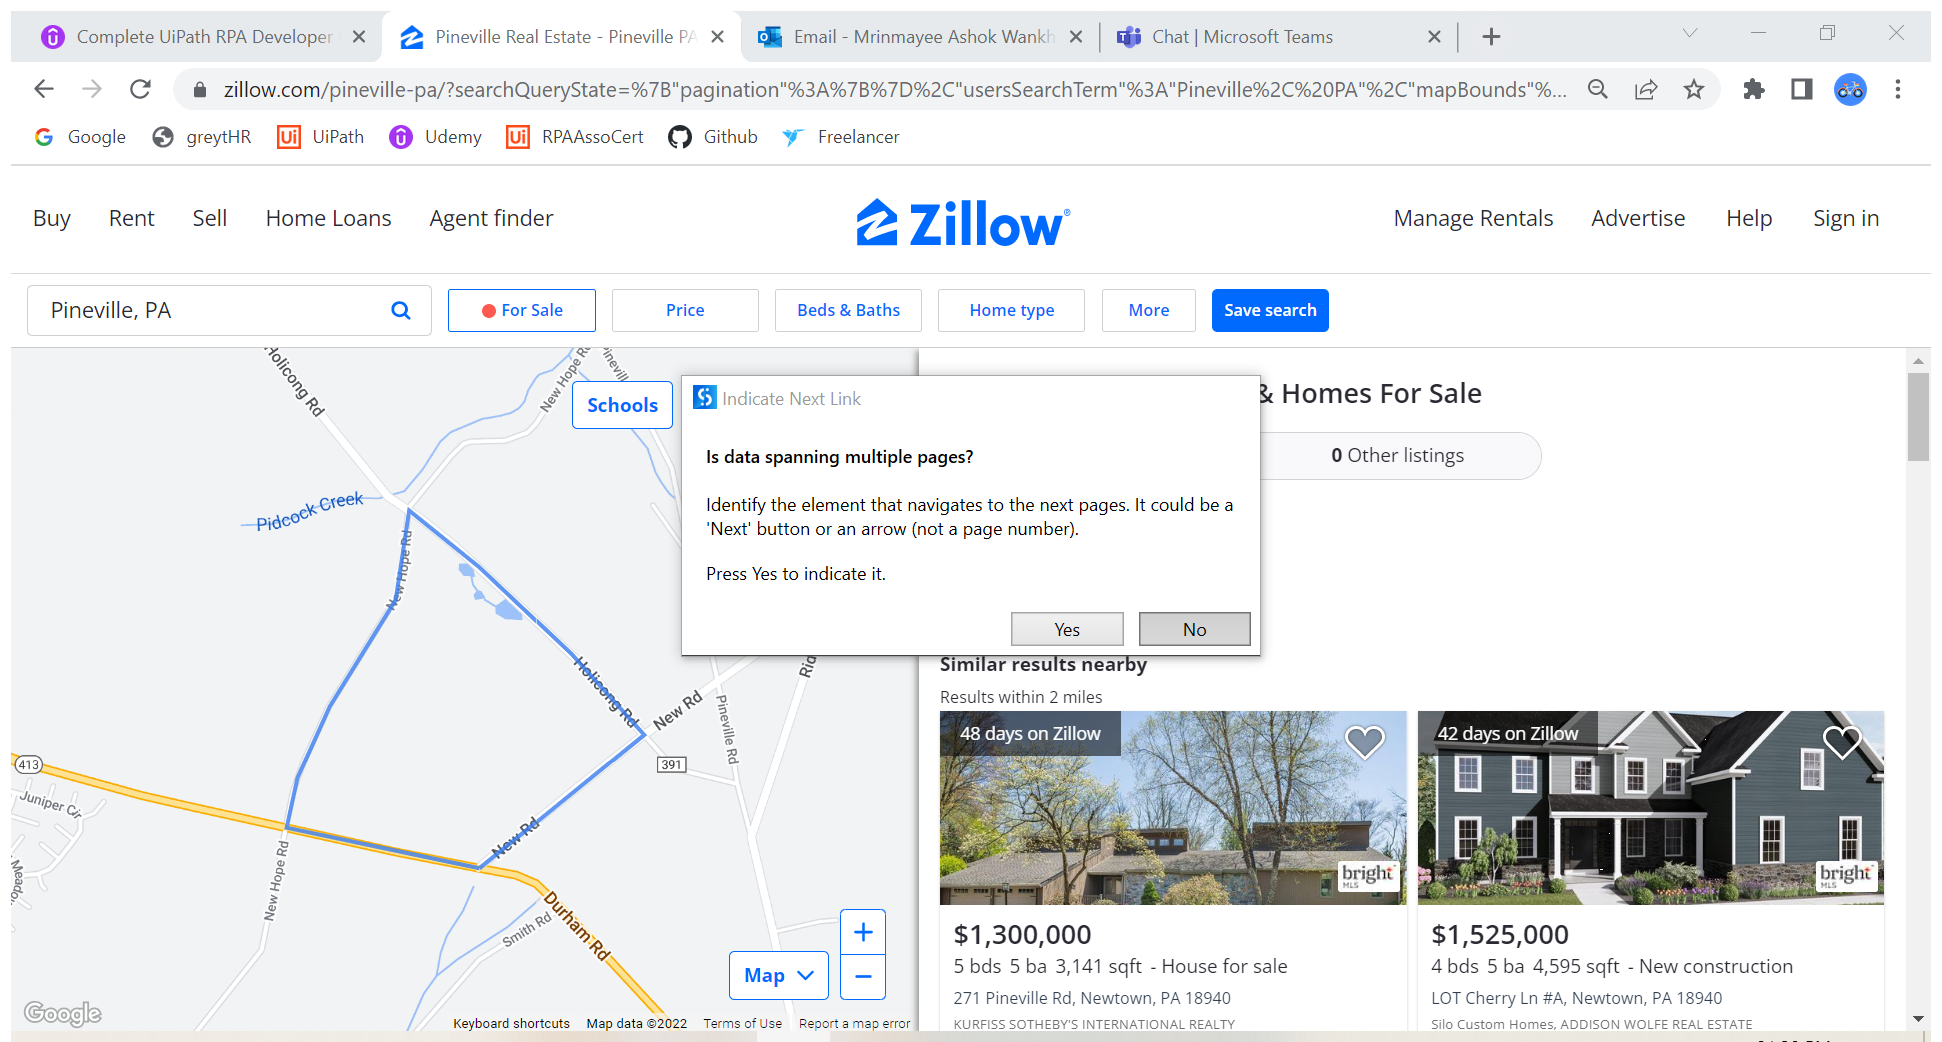 Complete UiPath RPA Developer
Pineville Real Estate - Pineville PA
Email - Mrinmayee Ashok Wankh
Chat | Microsoft Teams
zillow.com/pineville-pa/?searchQueryState=%7B"pagination"%3A%7B%7D%2C"usersSearchTerm"%3A"Pineville%2C%20PA"%2C"mapBounds"%...
Google greytHR UiPath Udemy RPAAssoCert Github Freelancer
Buy Rent Sell Home Loans Agent finder
Zillow
Manage Rentals Advertise Help Sign in
Pineville, PA
For Sale Price Beds & Baths Home type More Save search
Holicong Rd
New Hope Rd
Pineville
Schools
Pidcock Creek
New Hope Rd
Holicong Rd
New Rd
Pineville Rd
Rid
391
413
Juniper Cir
New Rd
New Hope Rd
Durham Rd
Smith Rd
Map
Google
Keyboard shortcuts Map data ©2022 Terms of Use Report a map error
Indicate Next Link
Is data spanning multiple pages?
Identify the element that navigates to the next pages. It could be a
'Next' button or an arrow (not a page number).
Press Yes to indicate it.
Yes No
& Homes For Sale
0 Other listings
Similar results nearby
Results within 2 miles
48 days on Zillow
bright
MLS
$1,300,000
5 bds 5 ba 3,141 sqft - House for sale
271 Pineville Rd, Newtown, PA 18940
KURFISS SOTHEBY'S INTERNATIONAL REALTY
42 days on Zillow
bright
MLS
$1,525,000
4 bds 5 ba 4,595 sqft - New construction
LOT Cherry Ln #A, Newtown, PA 18940
Silo Custom Homes, ADDISON WOLFE REAL ESTATE